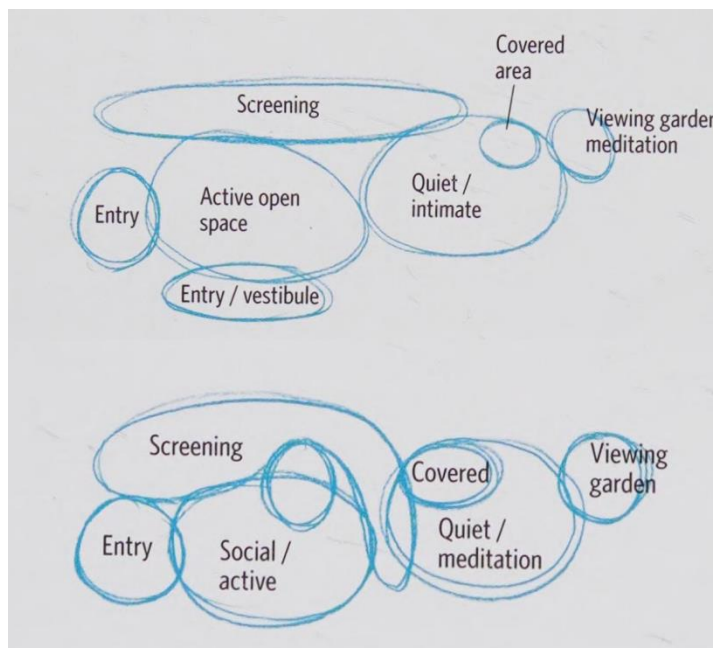 Covered
area
Screening
Viewing garden
meditation
Quiet /
intimate
Active open
space
Entry
Entry / vestibule
Screening
Covered
Viewing
garden
Entry
Social /
active
Quiet /
meditation